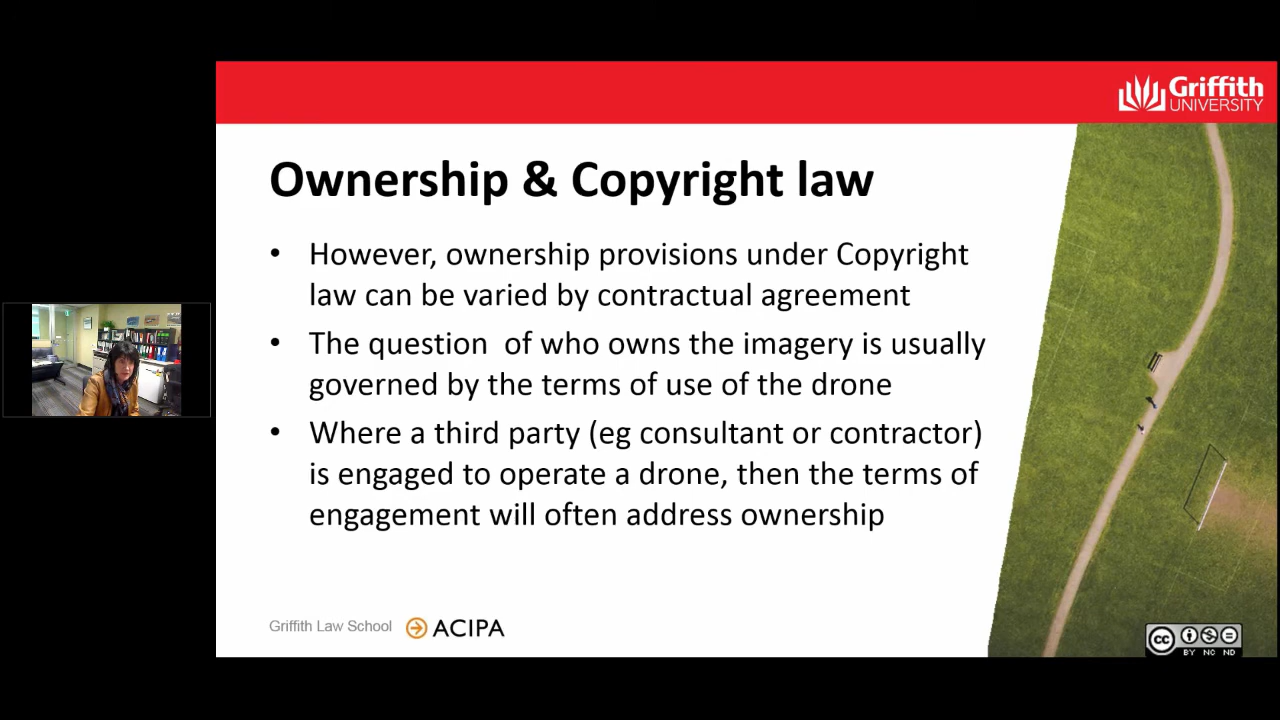 Griffith
UNIVERSITY
Ownership & Copyright law
• However, ownership provisions under Copyright
law can be varied by contractual agreement
• The question of who owns the imagery is usually
governed by the terms of use of the drone
• Where a third party (eg consultant or contractor)
is engaged to operate a drone, then the terms of
engagement will often address ownership
Griffith Law School
ACIPA
cc
BY NC ND